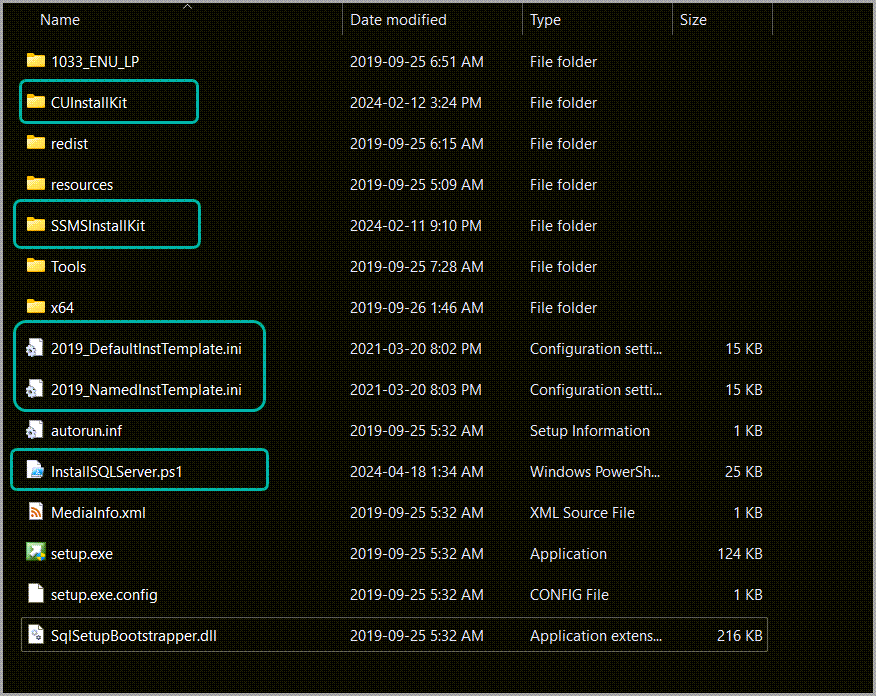 Name Date modified Type Size
1033_ENU_LP 2019-09-25 6:51 AM File folder
CUInstallKit 2024-02-12 3:24 PM File folder
redist 2019-09-25 6:15 AM File folder
resources 2019-09-25 5:09 AM File folder
SSMSInstallKit 2024-02-11 9:10 PM File folder
Tools 2019-09-25 7:28 AM File folder
x64 2019-09-26 1:46 AM File folder
2019_DefaultInstTemplate.ini 2021-03-20 8:02 PM Configuration setti... 15 KB
2019_NamedInstTemplate.ini 2021-03-20 8:03 PM Configuration setti... 15 KB
autorun.inf 2019-09-25 5:32 AM Setup Information 1 KB
InstallSQLServer.ps1 2024-04-18 1:34 AM Windows PowerSh... 25 KB
MediaInfo.xml 2019-09-25 5:32 AM XML Source File 1 KB
setup.exe 2019-09-25 5:32 AM Application 124 KB
setup.exe.config 2019-09-25 5:32 AM CONFIG File 1 KB
SqlSetupBootstrapper.dll 2019-09-25 5:32 AM Application extens... 216 KB